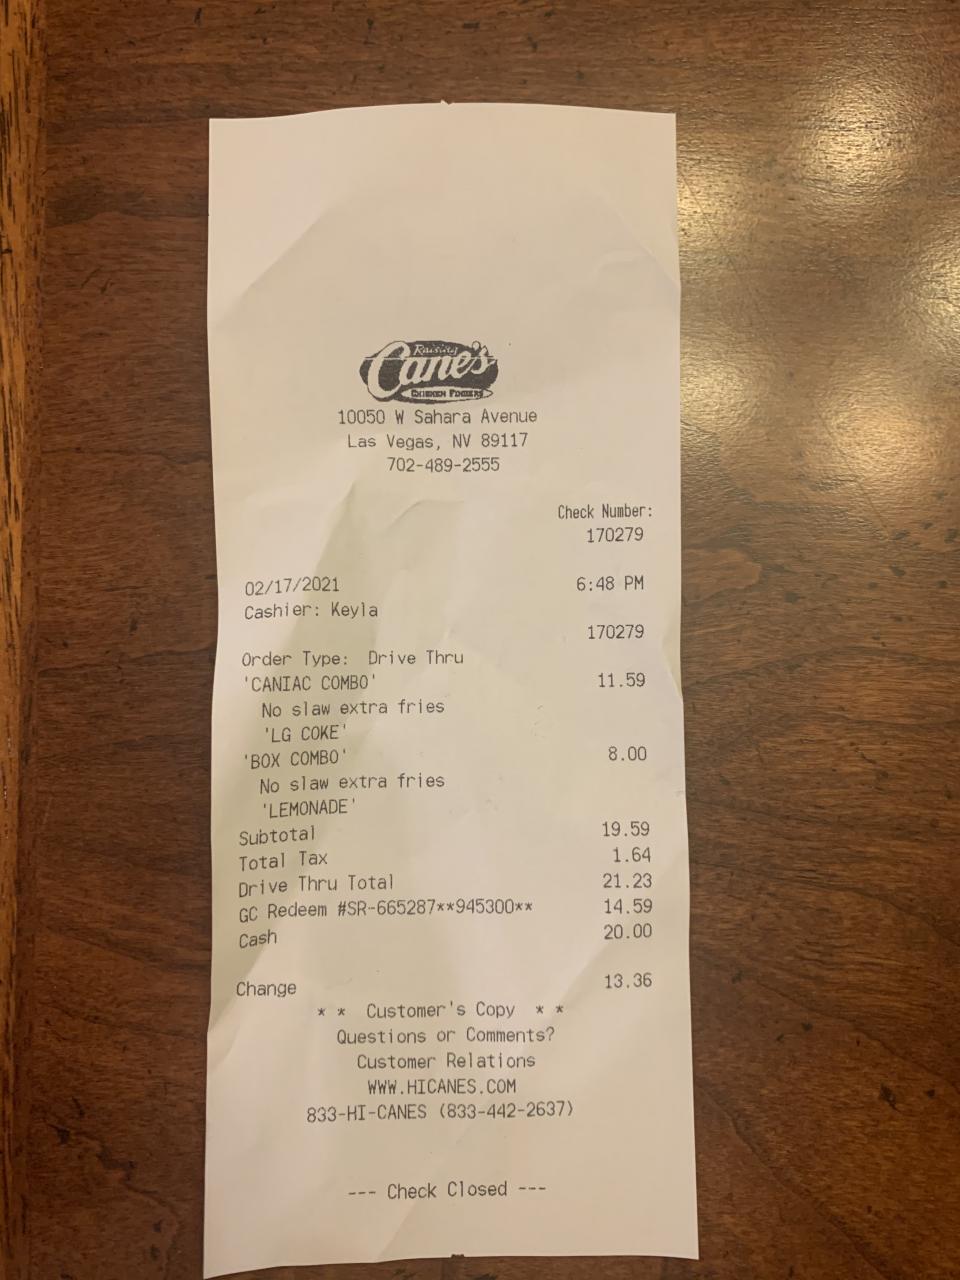 Raising
Cane's
CHICKEN FINGERS
10050 W Sahara Avenue
Las Vegas, NV 89117
702-489-2555
Check Number:
170279
02/17/2021 6:48 PM
Cashier: Keyla
170279
Order Type: Drive Thru
'CANIAC COMBO' 11.59
No slaw extra fries
'LG COKE'
'BOX COMBO' 8.00
No slaw extra fries
'LEMONADE'
Subtotal 19.59
Total Tax 1.64
Drive Thru Total 21.23
GC Redeem #SR-665287**945300** 14.59
Cash 20.00
Change 13.36
* * Customer's Copy * *
Questions or Comments?
Customer Relations
WWW.HICANES.COM
833-HI-CANES (833-442-2637)
--- Check Closed ---